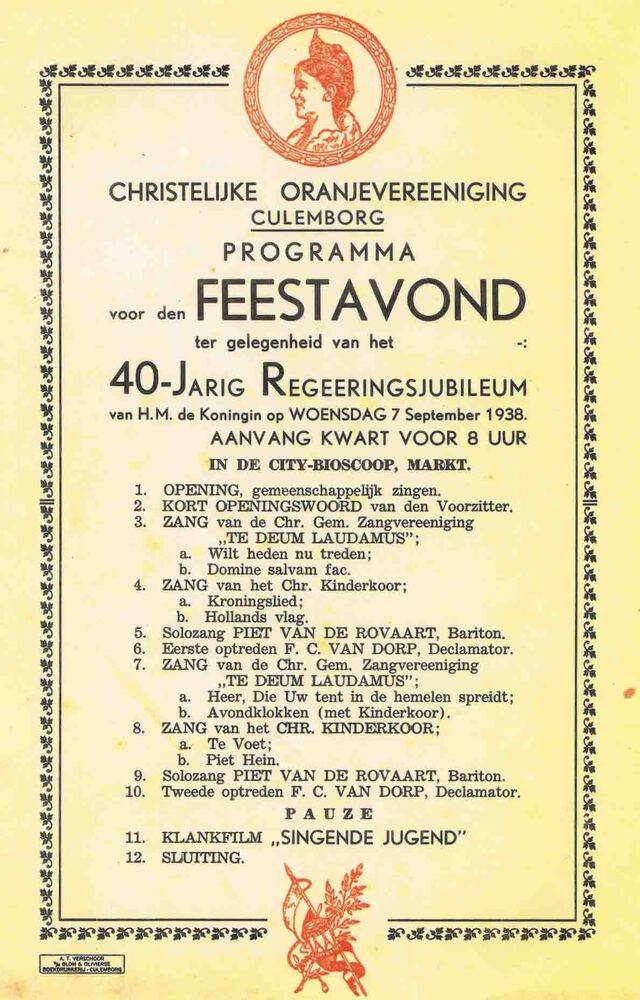 CHRISTELIJKE ORANJEVEREENIGING
CULEMBORG
PROGRAMMA
voor den FEESTAVOND
ter gelegenheid van het -:
40-JARIG REGEERINGSJUBILEUM
van H.M. de Koningin op WOENSDAG 7 September 1938.
AANVANG KWART VOOR 8 UUR
IN DE CITY-BIOSCOOP, MARKT.
1. OPENING, gemeenschappelijk zingen.
2. KORT OPENINGSWOORD van den Voorzitter.
3. ZANG van de Chr. Gem. Zangvereeniging
„TE DEUM LAUDAMUS";
a. Wilt heden nu treden;
b. Domine salvam fac.
4. ZANG van het Chr. Kinderkoor;
a. Kroningslied;
b. Hollands vlag.
5. Solozang PIET VAN DE ROVAART, Bariton.
6. Eerste optreden F. C. VAN DORP, Declamator.
7. ZANG van de Chr. Gem. Zangvereeniging
„TE DEUM LAUDAMUS";
a. Heer, Die Uw tent in de hemelen spreidt;
b. Avondklokken (met Kinderkoor).
8. ZANG van het CHR. KINDERKOOR;
a. Te Voet;
b. Piet Hein.
9. Solozang PIET VAN DE ROVAART, Bariton.
10. Tweede optreden F. C. VAN DORP, Declamator.
PAUZE
11. KLANKFILM „SINGENDE JUGEND"
12. SLUITING.
A. T. VERSCHOOR
v/h BLOM & OLIVIERSE
BOEKDRUKKERIJ - CULEMBORG